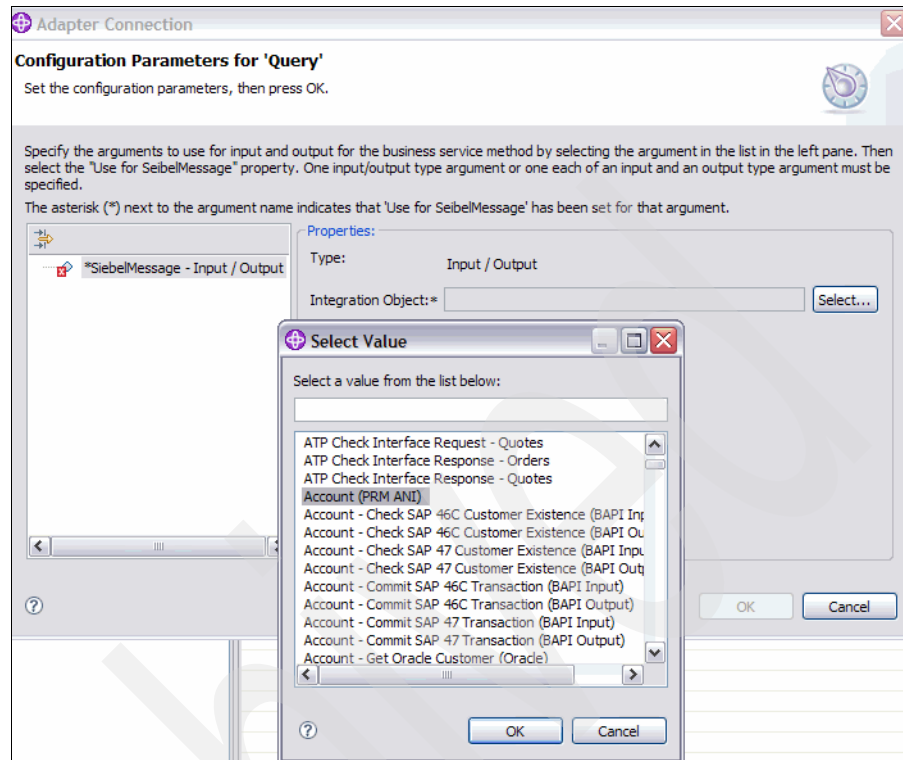 Adapter Connection
Configuration Parameters for 'Query'
Set the configuration parameters, then press OK.
Specify the arguments to use for input and output for the business service method by selecting the argument in the list in the left pane. Then
select the "Use for SeibelMessage" property. One input/output type argument or one each of an input and an output type argument must be
specified.
The asterisk (*) next to the argument name indicates that 'Use for SeibelMessage' has been set for that argument.
*SiebelMessage - Input / Output
Properties:
Type: Input / Output
Integration Object:* Select...
Select Value
Select a value from the list below:
ATP Check Interface Request - Quotes
ATP Check Interface Response - Orders
ATP Check Interface Response - Quotes
Account (PRM ANI)
Account - Check SAP 46C Customer Existence (BAPI Inp
Account - Check SAP 46C Customer Existence (BAPI Ou
Account - Check SAP 47 Customer Existence (BAPI Inpu
Account - Check SAP 47 Customer Existence (BAPI Outp
Account - Commit SAP 46C Transaction (BAPI Input)
Account - Commit SAP 46C Transaction (BAPI Output)
Account - Commit SAP 47 Transaction (BAPI Input)
Account - Commit SAP 47 Transaction (BAPI Output)
Account - Get Oracle Customer (Oracle)
OK Cancel
OK Cancel